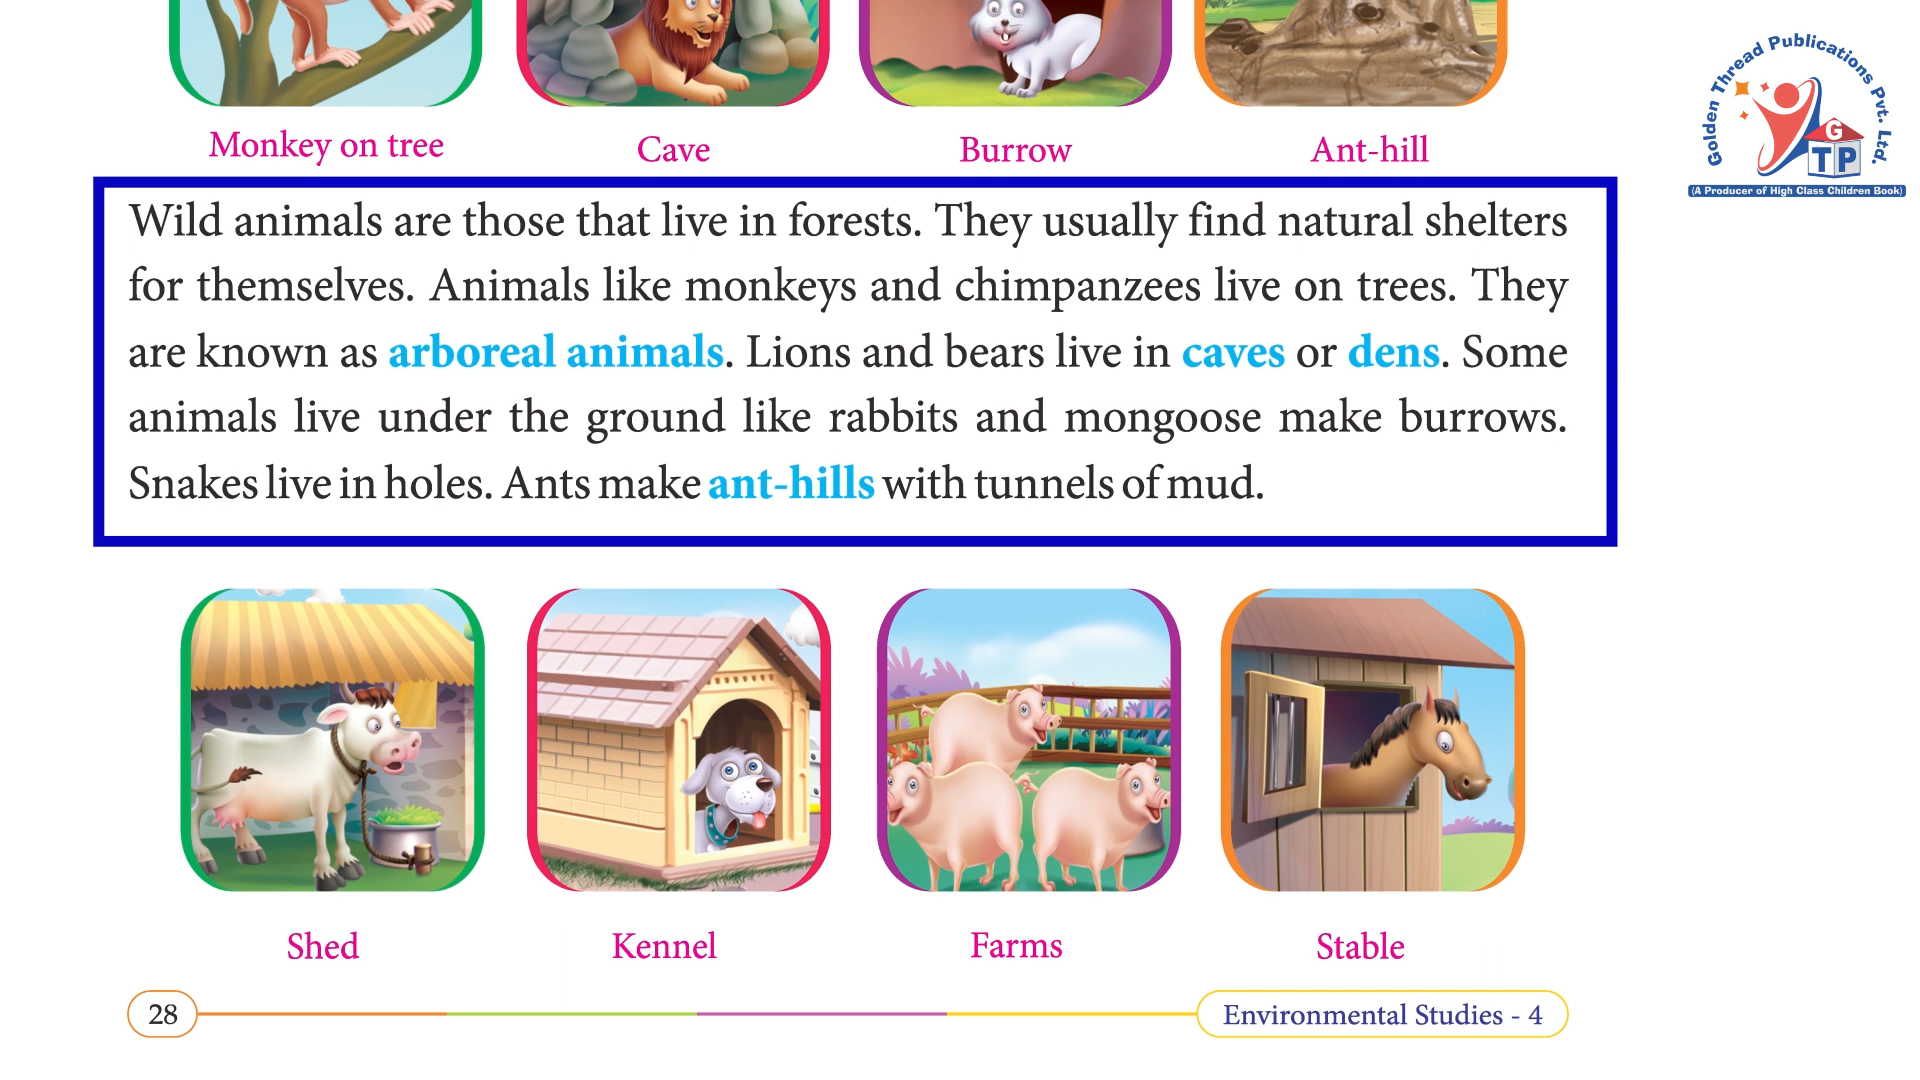 Golden Thread Publications Pvt. Ltd.
G
TP
(A Producer of High Class Children Book)
Monkey on tree
Cave
Burrow
Ant-hill
Wild animals are those that live in forests. They usually find natural shelters
for themselves. Animals like monkeys and chimpanzees live on trees. They
are known as arboreal animals. Lions and bears live in caves or dens. Some
animals live under the ground like rabbits and mongoose make burrows.
Snakes live in holes. Ants make ant-hills with tunnels of mud.
Shed
Kennel
Farms
Stable
28
Environmental Studies - 4